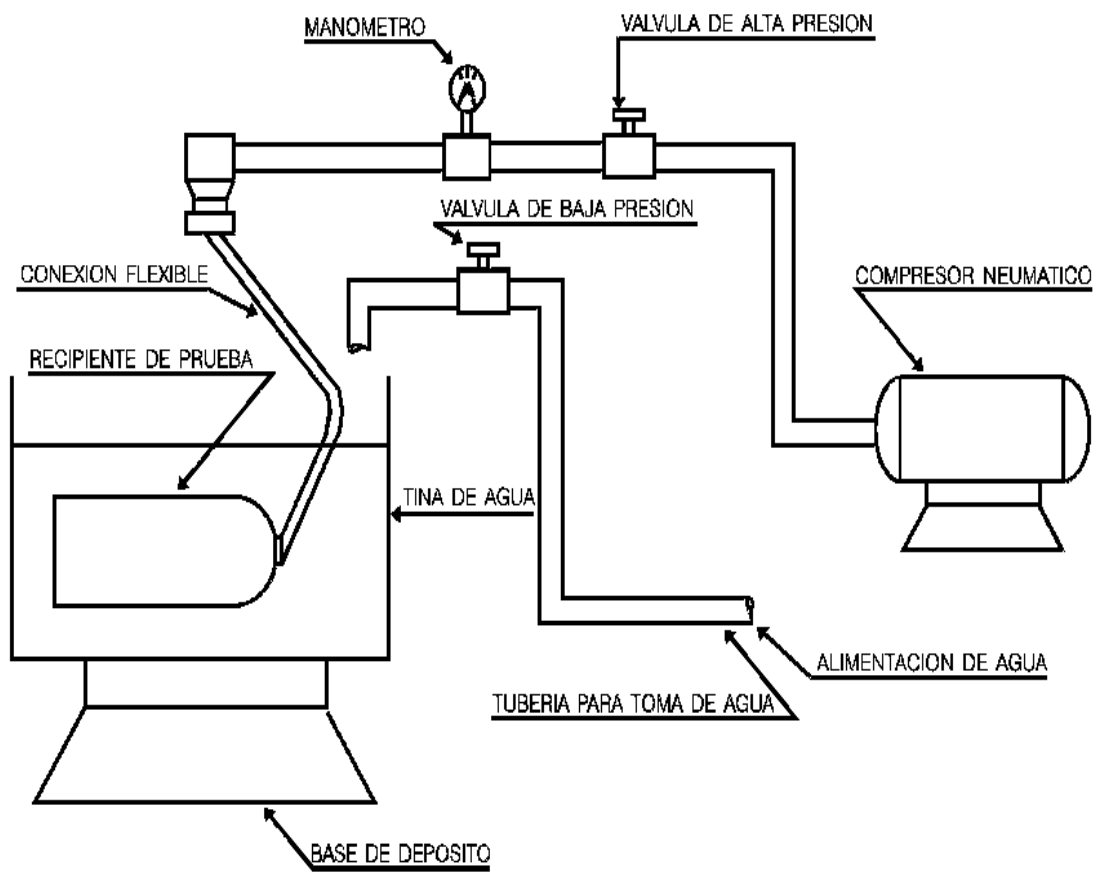 MANOMETRO
VALVULA DE ALTA PRESION
VALVULA DE BAJA PRESION
CONEXION FLEXIBLE
COMPRESOR NEUMATICO
RECIPIENTE DE PRUEBA
TINA DE AGUA
ALIMENTACION DE AGUA
TUBERIA PARA TOMA DE AGUA
BASE DE DEPOSITO